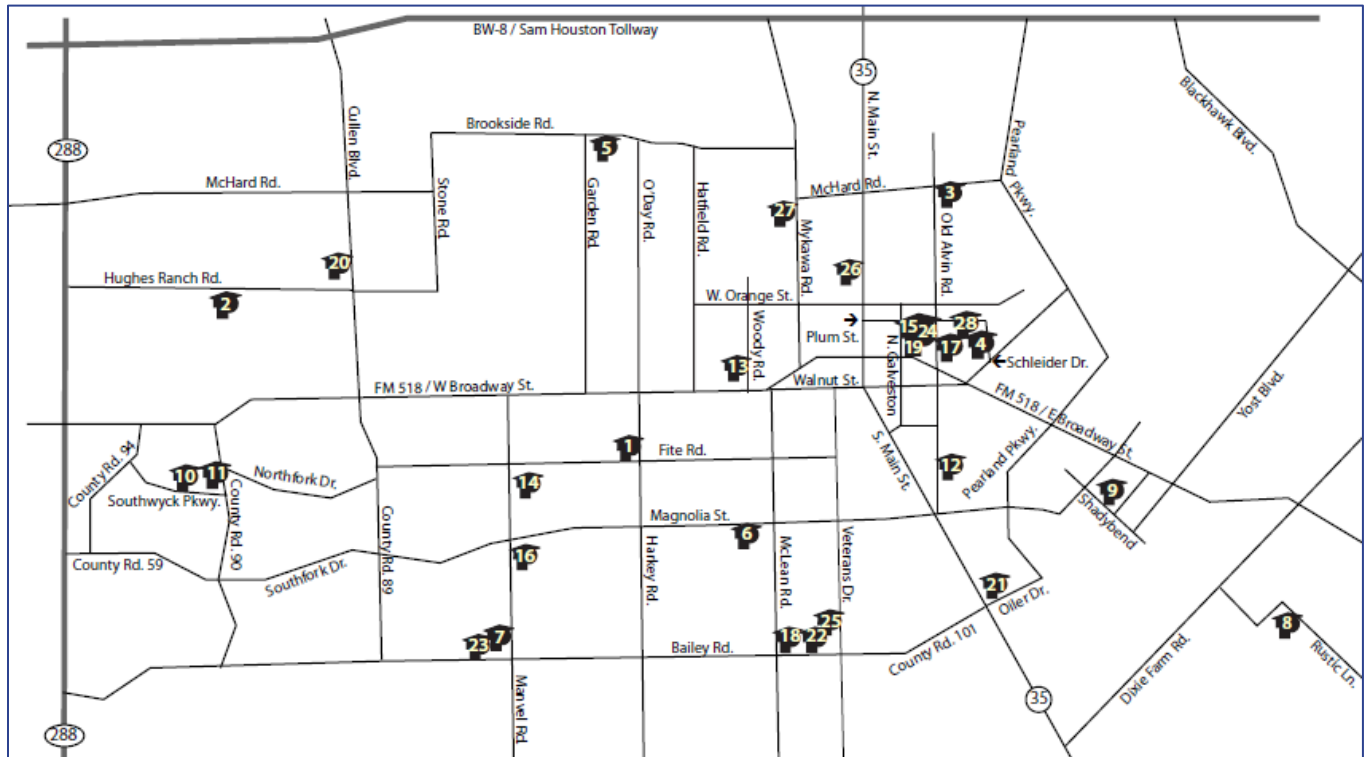 BW-8 / Sam Houston Tollway
35
N. Main St.
Blackhawk Blvd.
Cullen Blvd.
Brookside Rd.
Pearland Pkwy.
288
5
McHard Rd.
Stone Rd.
Garden Rd.
O'Day Rd.
Hatfield Rd.
27
Mykawa Rd.
McHard Rd.
3
Old Alvin Rd.
20
26
Hughes Ranch Rd.
2
W. Orange St.
Woody Rd.
Plum St.
15
24
28
19
17
4
N. Galveston
Schleider Dr.
13
Walnut St.
FM 518 / W Broadway St.
FM 518 / E Broadway St.
Yost Blvd.
1
Fite Rd.
S. Main St.
12
Pearland Pkwy.
County Rd. 94
10
11
Northfork Dr.
Southwyck Pkwy.
County Rd. 90
14
9
Shadybend
Magnolia St.
6
16
County Rd. 59
Southfork Dr.
County Rd. 89
Harkey Rd.
McLean Rd.
Veterans Dr.
21
Oiler Dr.
25
23
7
18
22
8
Bailey Rd.
County Rd. 101
Rustic Ln.
Dixie Farm Rd.
Manvel Rd.
35
288